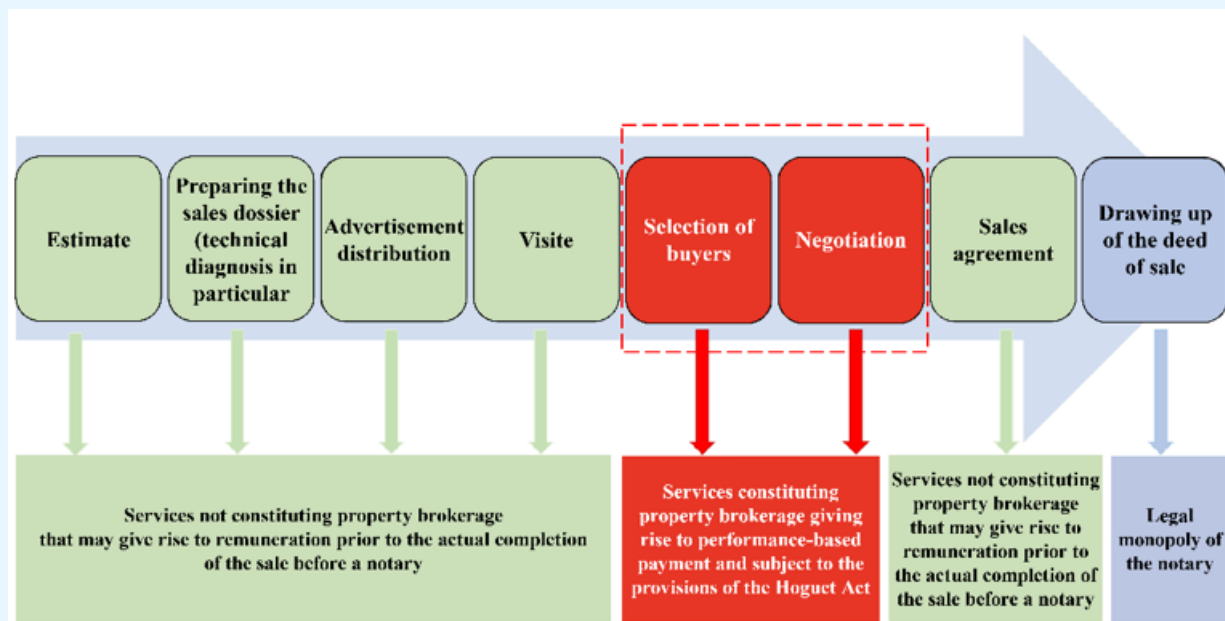 Estimate
Preparing the
sales dossier
(technical
diagnosis in
particular
Advertisement
distribution
Visite
Selection of
buyers
Negotiation
Sales
agreement
Drawing up
of the deed
of sale
Services not constituting property brokerage
that may give rise to remuneration prior to the actual completion
of the sale before a notary
Services constituting
property brokerage giving
rise to performance-based
payment and subject to the
provisions of the Hoguet Act
Services not constituting
property brokerage
that may give rise to
remuneration prior to
the actual completion of
the sale before a notary
Legal
monopoly of
the notary